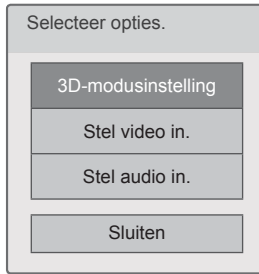 Selecteer opties.
3D-modusinstelling
Stel video in.
Stel audio in.
Sluiten